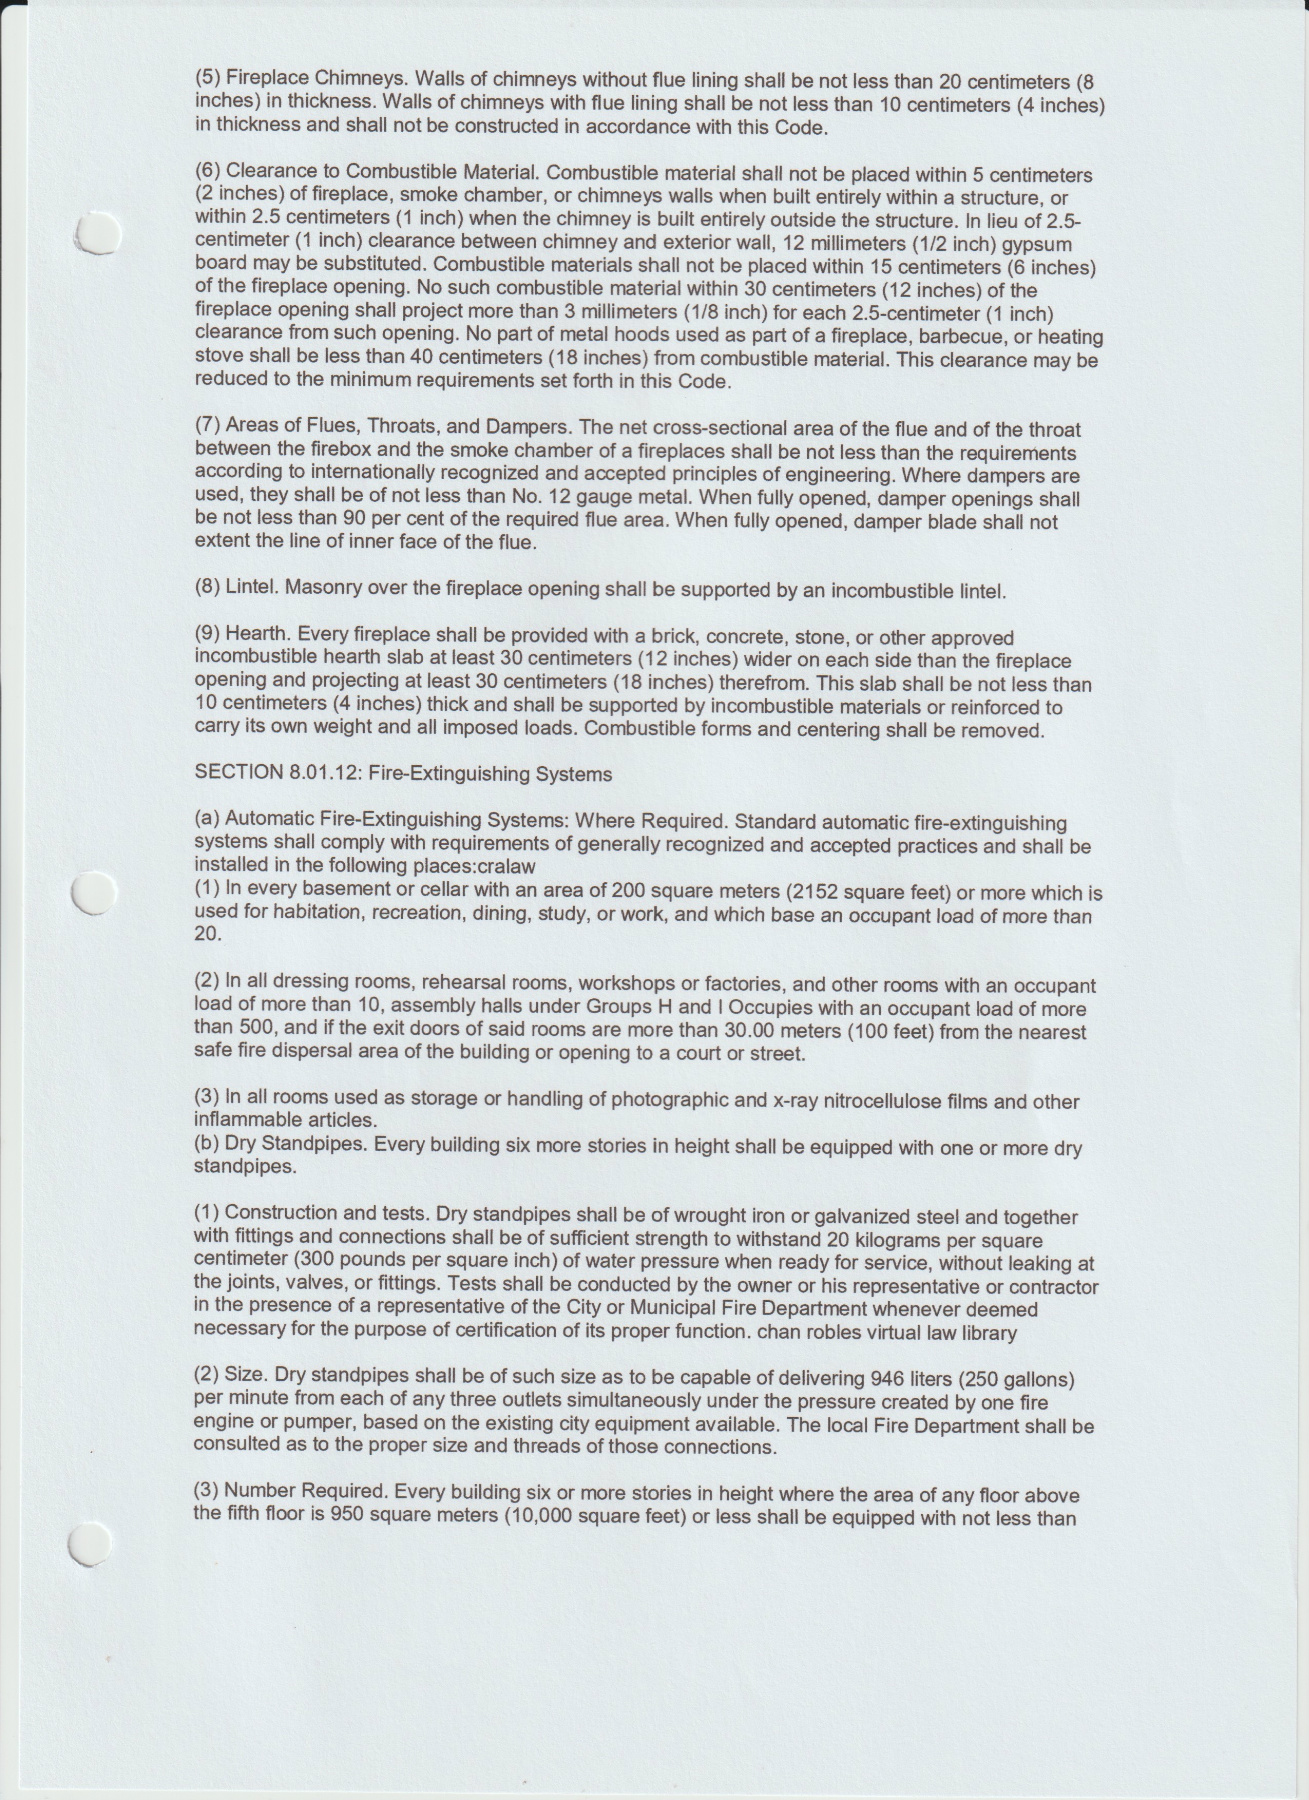 (5) Fireplace Chimneys. Walls of chimneys without flue lining shall be not less than 20 centimeters (8
inches) in thickness. Walls of chimneys with flue lining shall be not less than 10 centimeters (4 inches)
in thickness and shall not be constructed in accordance with this Code.
(6) Clearance to Combustible Material. Combustible material shall not be placed within 5 centimeters
(2 inches) of fireplace, smoke chamber, or chimneys walls when built entirely within a structure, or
within 2.5 centimeters (1 inch) when the chimney is built entirely outside the structure. In lieu of 2.5-
centimeter (1 inch) clearance between chimney and exterior wall, 12 millimeters (1/2 inch) gypsum
board may be substituted. Combustible materials shall not be placed within 15 centimeters (6 inches)
of the fireplace opening. No such combustible material within 30 centimeters (12 inches) of the
fireplace opening shall project more than 3 millimeters (1/8 inch) for each 2.5-centimeter (1 inch)
clearance from such opening. No part of metal hoods used as part of a fireplace, barbecue, or heating
stove shall be less than 40 centimeters (18 inches) from combustible material. This clearance may be
reduced to the minimum requirements set forth in this Code.
(7) Areas of Flues, Throats, and Dampers. The net cross-sectional area of the flue and of the throat
between the firebox and the smoke chamber of a fireplaces shall be not less than the requirements
according to internationally recognized and accepted principles of engineering. Where dampers are
used, they shall be of not less than No. 12 gauge metal. When fully opened, damper openings shall
be not less than 90 per cent of the required flue area. When fully opened, damper blade shall not
extent the line of inner face of the flue.
(8) Lintel. Masonry over the fireplace opening shall be supported by an incombustible lintel.
(9) Hearth. Every fireplace shall be provided with a brick, concrete, stone, or other approved
incombustible hearth slab at least 30 centimeters (12 inches) wider on each side than the fireplace
opening and projecting at least 30 centimeters (18 inches) therefrom. This slab shall be not less than
10 centimeters (4 inches) thick and shall be supported by incombustible materials or reinforced to
carry its own weight and all imposed loads. Combustible forms and centering shall be removed.
SECTION 8.01.12: Fire-Extinguishing Systems
(a) Automatic Fire-Extinguishing Systems: Where Required. Standard automatic fire-extinguishing
systems shall comply with requirements of generally recognized and accepted practices and shall be
installed in the following places:cralaw
(1) In every basement or cellar with an area of 200 square meters (2152 square feet) or more which is
used for habitation, recreation, dining, study, or work, and which base an occupant load of more than
20.
(2) In all dressing rooms, rehearsal rooms, workshops or factories, and other rooms with an occupant
load of more than 10, assembly halls under Groups H and I Occupies with an occupant load of more
than 500, and if the exit doors of said rooms are more than 30.00 meters (100 feet) from the nearest
safe fire dispersal area of the building or opening to a court or street.
(3) In all rooms used as storage or handling of photographic and x-ray nitrocellulose films and other
inflammable articles.
(b) Dry Standpipes. Every building six more stories in height shall be equipped with one or more dry
standpipes.
(1) Construction and tests. Dry standpipes shall be of wrought iron or galvanized steel and together
with fittings and connections shall be of sufficient strength to withstand 20 kilograms per square
centimeter (300 pounds per square inch) of water pressure when ready for service, without leaking at
the joints, valves, or fittings. Tests shall be conducted by the owner or his representative or contractor
in the presence of a representative of the City or Municipal Fire Department whenever deemed
necessary for the purpose of certification of its proper function. chan robles virtual law library
(2) Size. Dry standpipes shall be of such size as to be capable of delivering 946 liters (250 gallons)
per minute from each of any three outlets simultaneously under the pressure created by one fire
engine or pumper, based on the existing city equipment available. The local Fire Department shall be
consulted as to the proper size and threads of those connections.
(3) Number Required. Every building six or more stories in height where the area of any floor above
the fifth floor is 950 square meters (10,000 square feet) or less shall be equipped with not less than